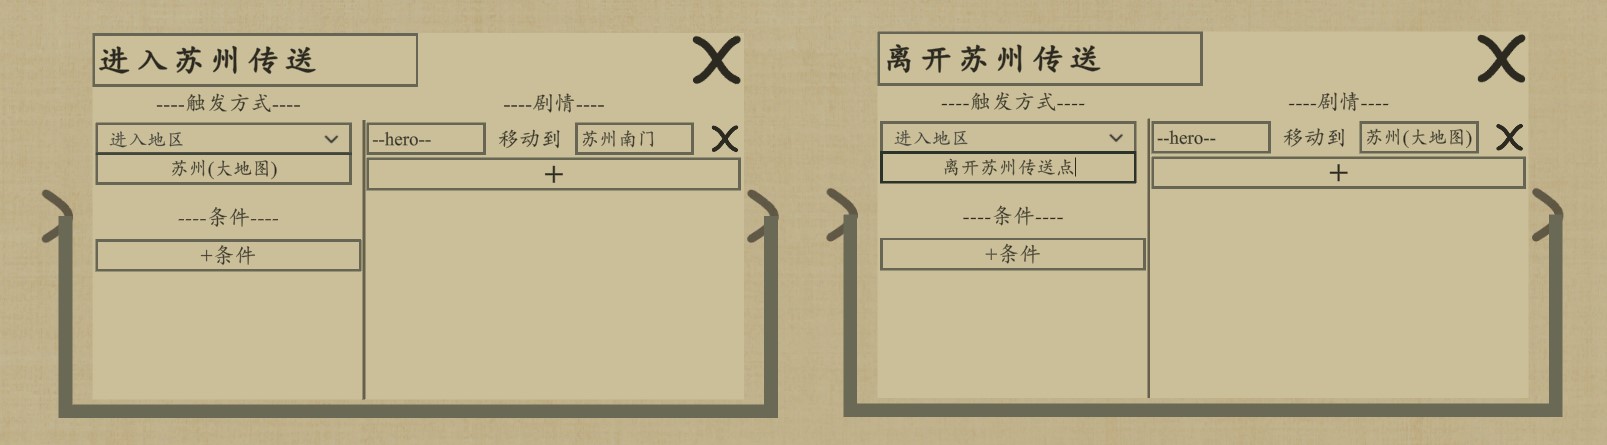 进入苏州传送
----触发方式----
----剧情----
进入地区
--hero-- 移动到 苏州南门
苏州(大地图)
+
----条件----
+条件
离开苏州传送
----触发方式----
----剧情----
进入地区
--hero-- 移动到 苏州(大地图)
离开苏州传送点
+
----条件----
+条件